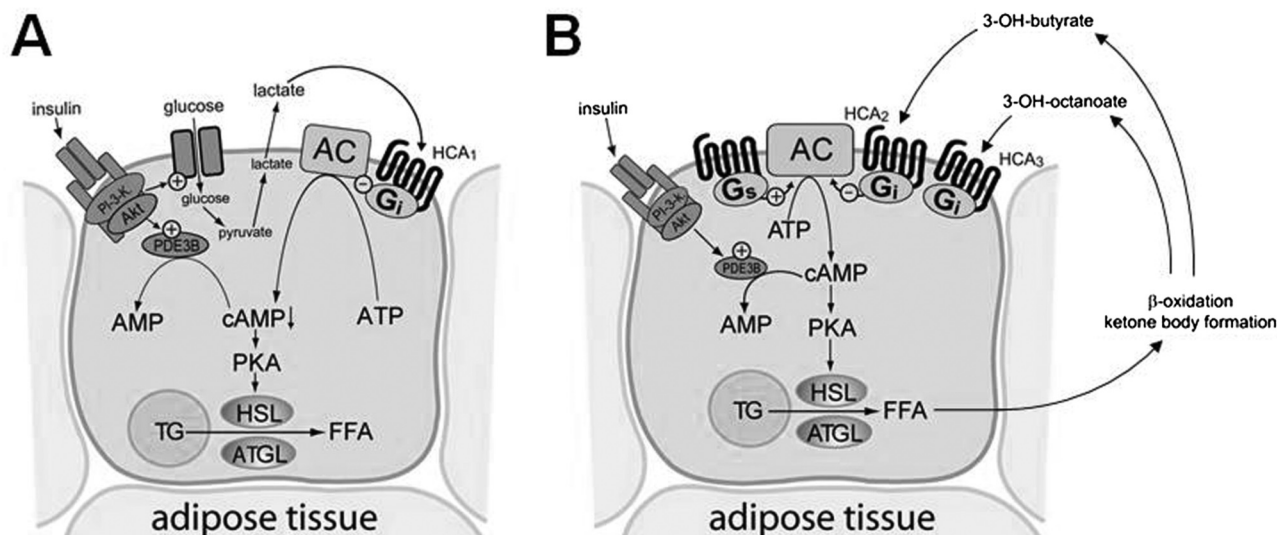 A
insulin
glucose
lactate
lactate
glucose
pyruvate
PI-3-K
Akt
+
+
PDE3B
AC
HCA₁
−
Gi
AMP
cAMP↓
ATP
PKA
HSL
TG
FFA
ATGL
adipose tissue
B
3-OH-butyrate
3-OH-octanoate
insulin
HCA₂
HCA₃
AC
PI-3-k
Akt
Gs
+
−
Gi
Gi
ATP
+
PDE3B
cAMP
AMP
PKA
HSL
TG
FFA
ATGL
β-oxidation
ketone body formation
adipose tissue